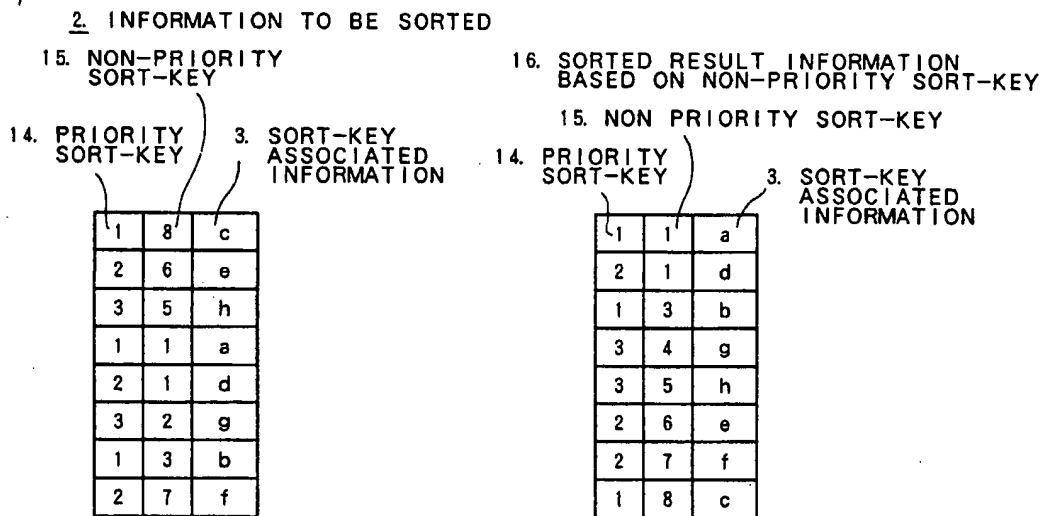 2. INFORMATION TO BE SORTED
15. NON-PRIORITY
SORT-KEY
14. PRIORITY
SORT-KEY
3. SORT-KEY
ASSOCIATED
INFORMATION
1 8 c
2 6 e
3 5 h
1 1 a
2 1 d
3 2 g
1 3 b
2 7 f
16. SORTED RESULT INFORMATION
BASED ON NON-PRIORITY SORT-KEY
15. NON PRIORITY SORT-KEY
14. PRIORITY
SORT-KEY
3. SORT-KEY
ASSOCIATED
INFORMATION
1 1 a
2 1 d
1 3 b
3 4 g
3 5 h
2 6 e
2 7 f
1 8 c